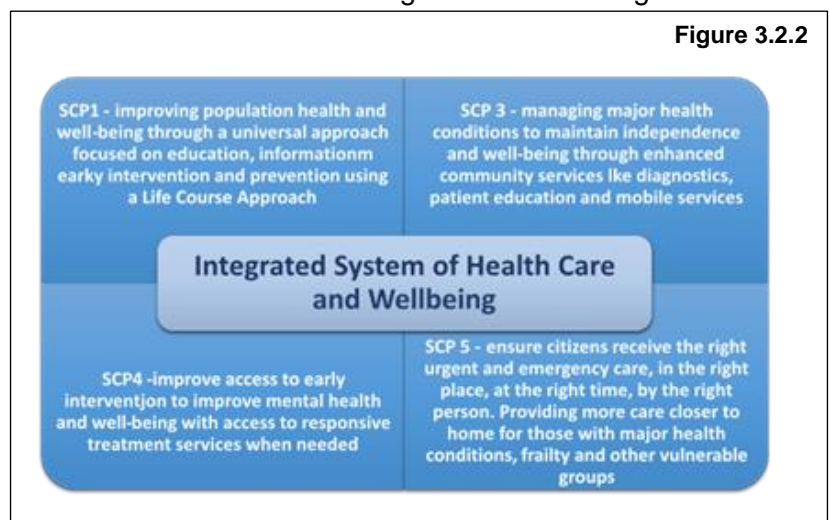 Figure 3.2.2
SCP1 - improving population health and
well-being through a universal approach
focused on education, informationm
earky intervention and prevention using
a Life Course Approach
SCP 3 - managing major health
conditions to maintain independence
and well-being through enhanced
community services lke diagnostics,
patient education and mobile services
Integrated System of Health Care
and Wellbeing
SCP4 -improve access to early
interventjon to improve mental health
and well-being with access to responsive
treatment services when needed
SCP 5 - ensure citizens receive the right
urgent and emergency care, in the right
place, at the right time, by the right
person. Providing more care closer to
home for those with major health
conditions, frailty and other vulnerable
groups